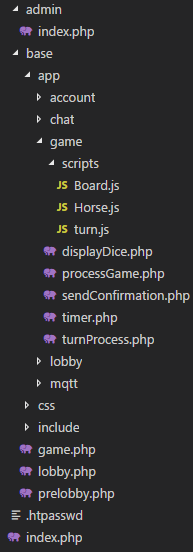 admin
index.php
base
app
account
chat
game
scripts
JS Board.js
JS Horse.js
JS turn.js
displayDice.php
processGame.php
sendConfirmation.php
timer.php
turnProcess.php
lobby
mqtt
css
include
game.php
lobby.php
prelobby.php
.htpasswd
index.php